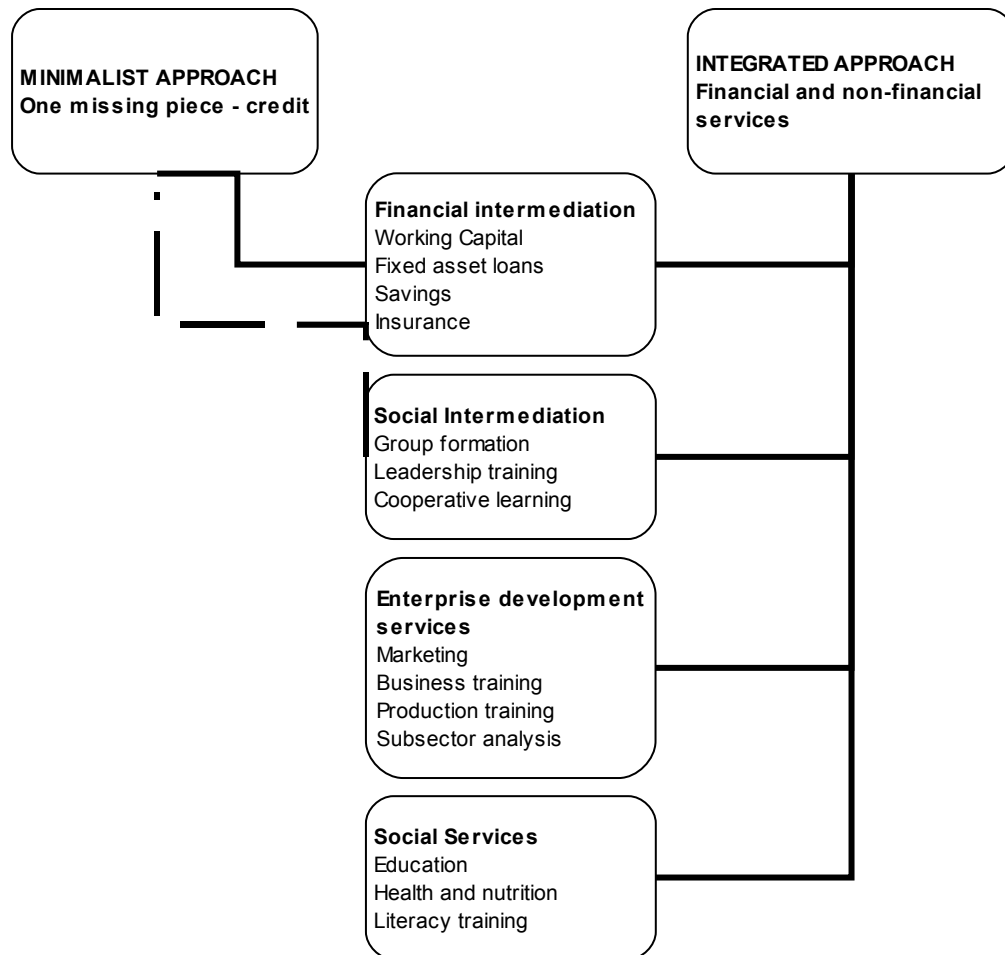 MINIMALIST APPROACH
One missing piece - credit
INTEGRATED APPROACH
Financial and non-financial
services
Financial intermediation
Working Capital
Fixed asset loans
Savings
Insurance
Social Intermediation
Group formation
Leadership training
Cooperative learning
Enterprise development
services
Marketing
Business training
Production training
Subsector analysis
Social Services
Education
Health and nutrition
Literacy training